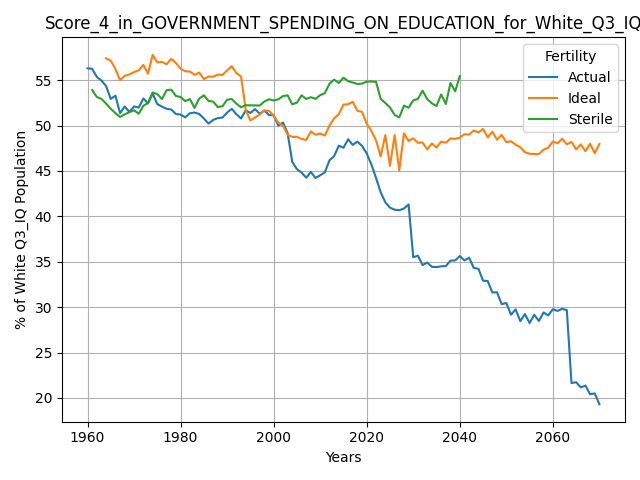 Score_4_in_GOVERNMENT_SPENDING_ON_EDUCATION_for_White_Q3_IQ
Fertility
Actual
Ideal
Sterile
% of White Q3_IQ Population
55
50
45
40
35
30
25
20
1960
1980
2000
2020
2040
2060
Years